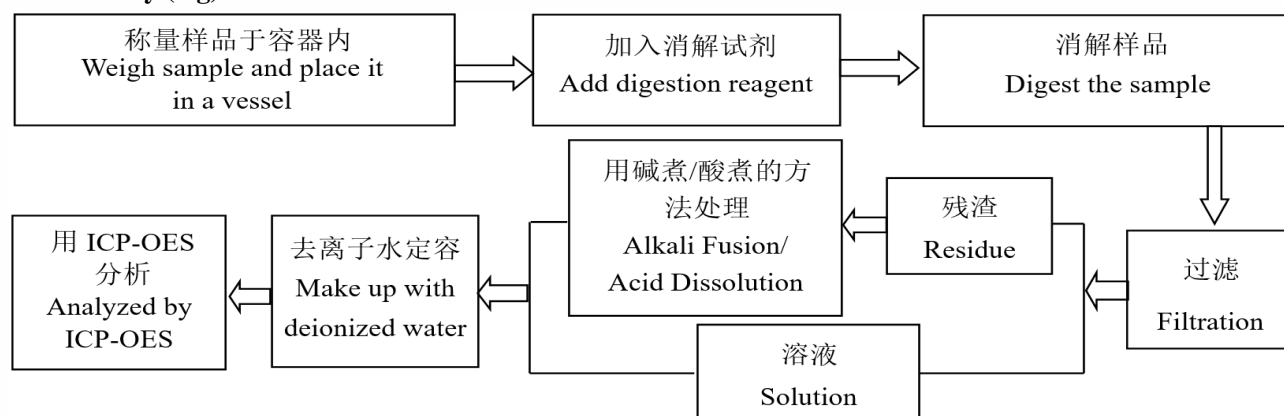 称量样品于容器内
Weigh sample and place it
in a vessel
加入消解试剂
Add digestion reagent
消解样品
Digest the sample
过滤
Filtration
残渣
Residue
溶液
Solution
用碱煮/酸煮的方
法处理
Alkali Fusion/
Acid Dissolution
去离子水定容
Make up with
deionized water
用 ICP-OES
分析
Analyzed by
ICP-OES